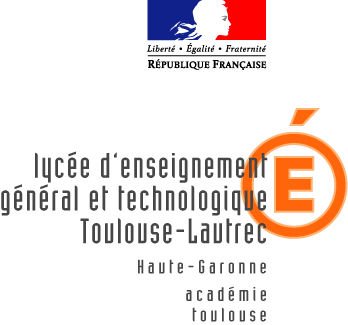 Liberté • Égalité • Fraternité
RÉPUBLIQUE FRANÇAISE
lycée d'enseignement
général et technologique
É
Toulouse-Lautrec
Haute-Garonne
académie
toulouse